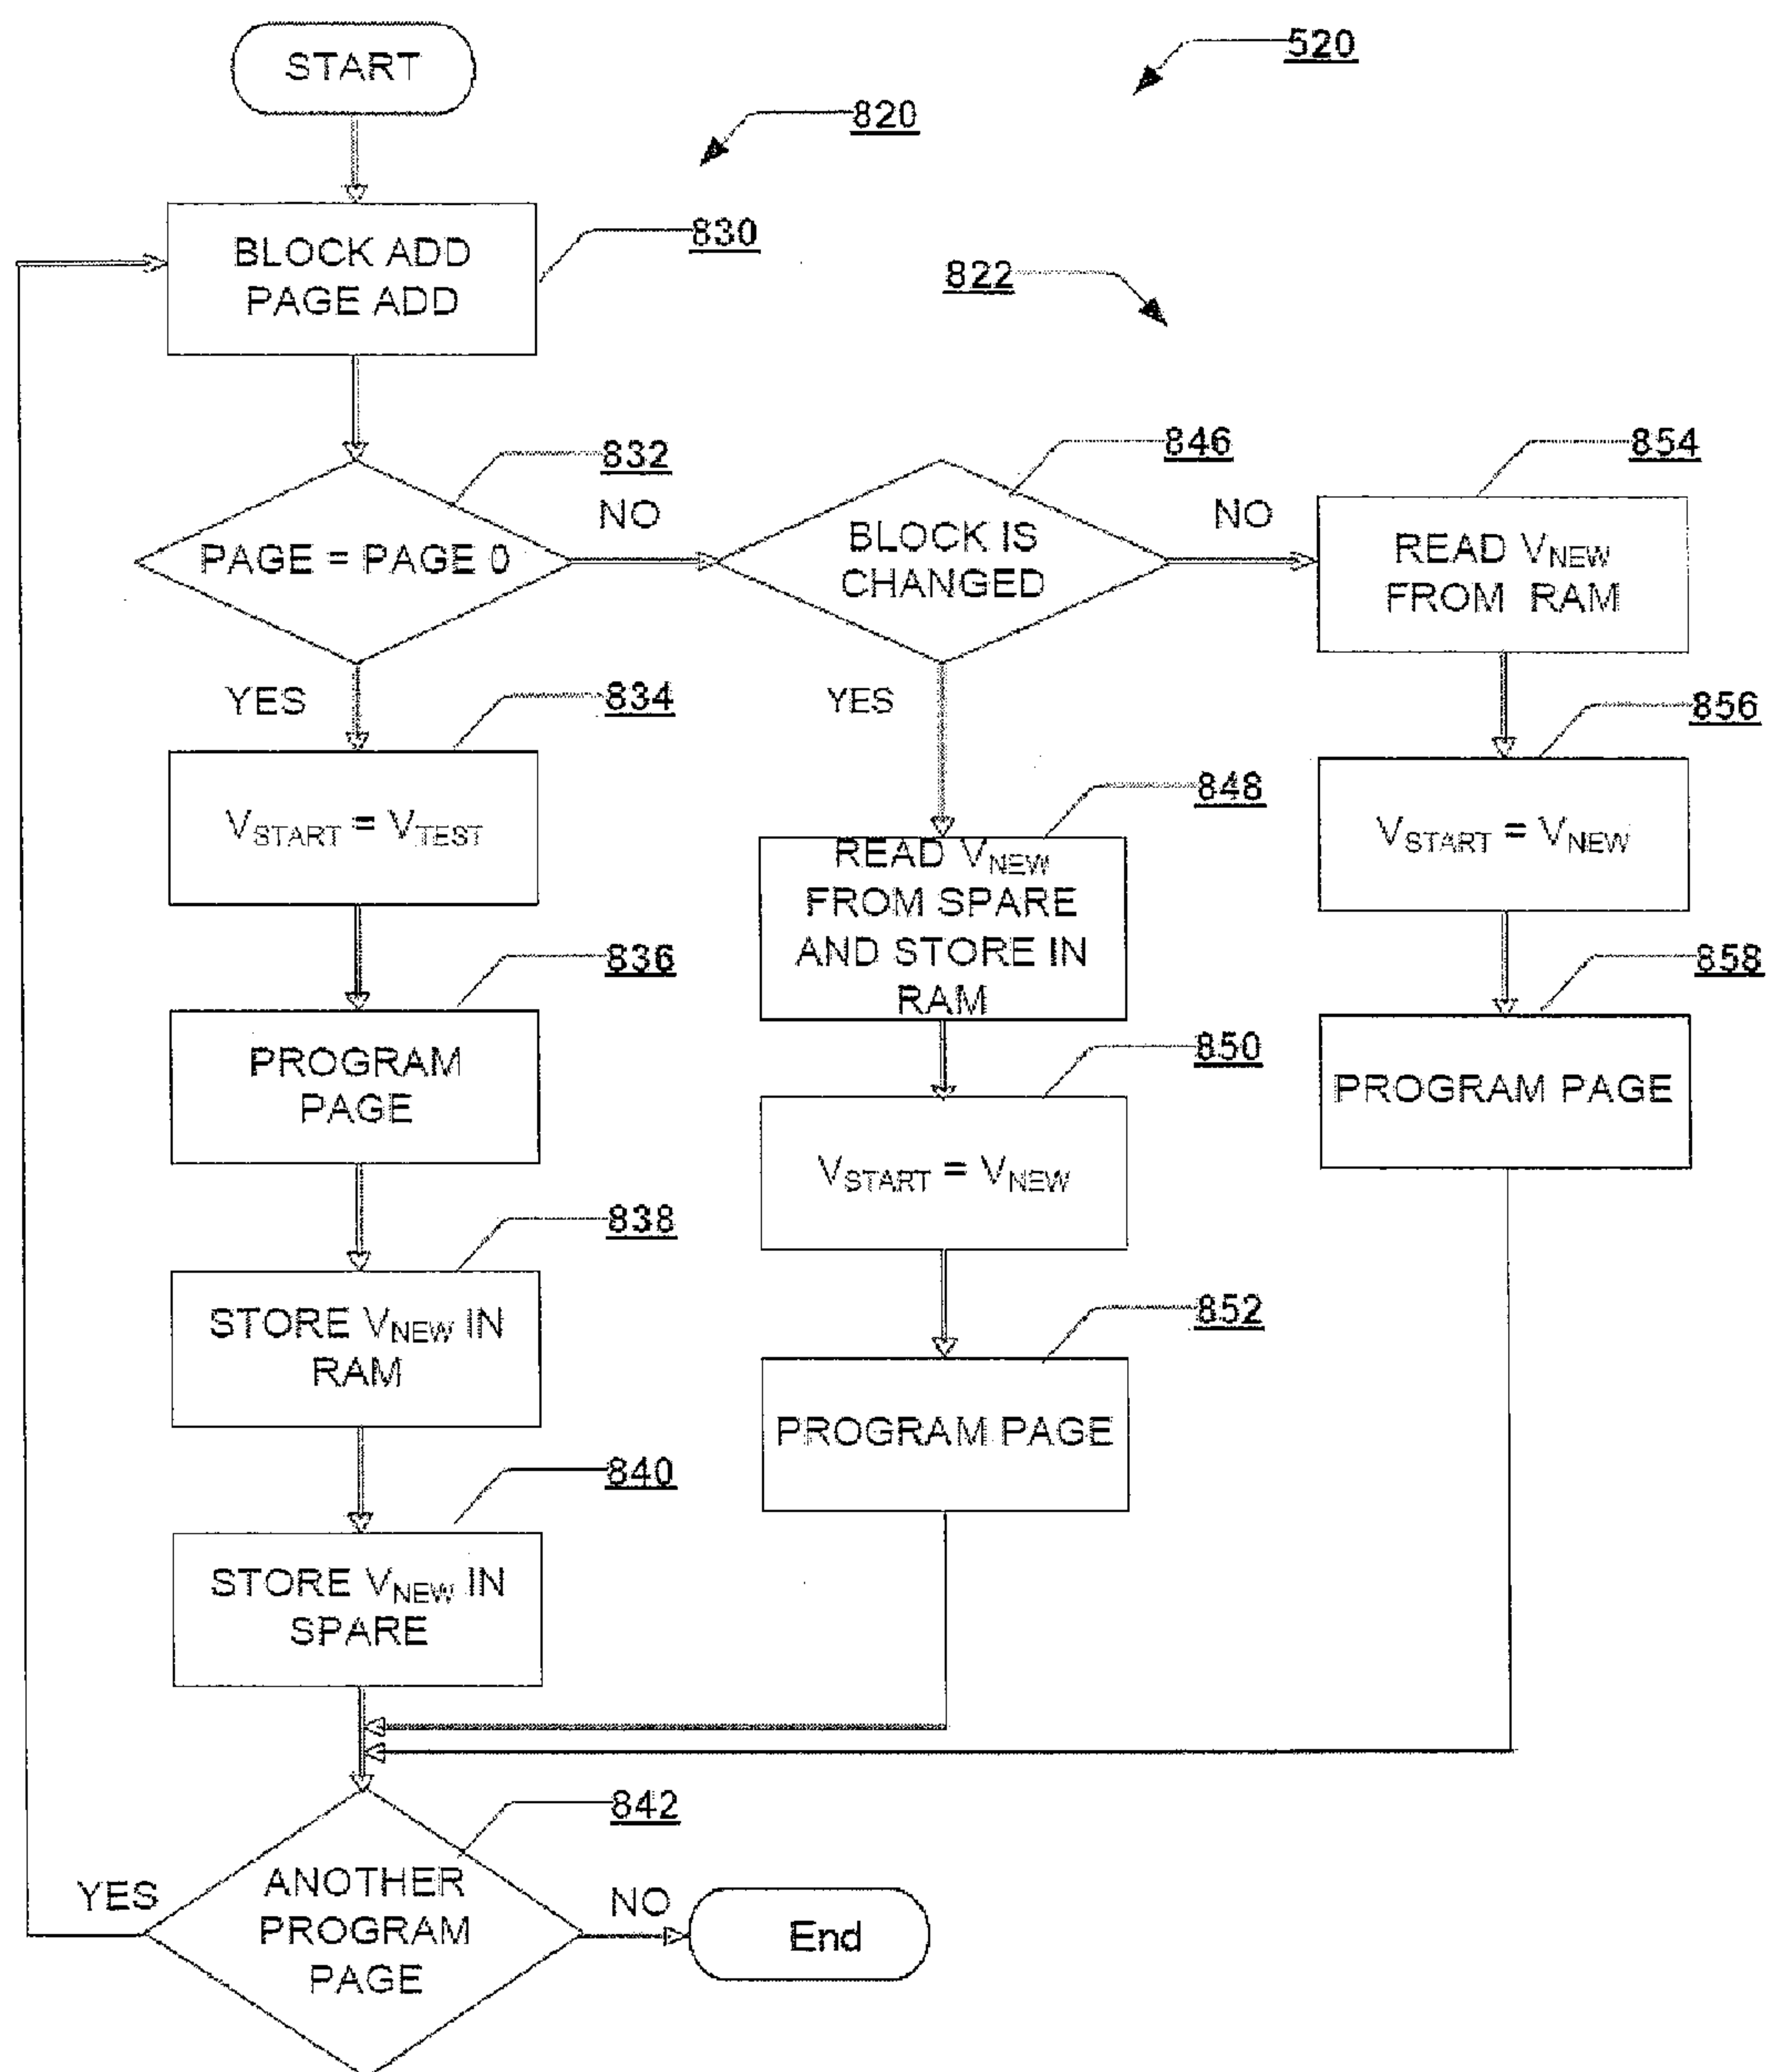 START
520
820
BLOCK ADD
PAGE ADD
830
822
832
PAGE = PAGE 0
NO
846
BLOCK IS
CHANGED
NO
854
READ VNEW
FROM RAM
YES
834
VSTART = VTEST
YES
848
READ VNEW
FROM SPARE
AND STORE IN
RAM
856
VSTART = VNEW
836
PROGRAM
PAGE
850
VSTART = VNEW
858
PROGRAM PAGE
838
STORE VNEW IN
RAM
852
PROGRAM PAGE
840
STORE VNEW IN
SPARE
842
ANOTHER
PROGRAM
PAGE
YES
NO
End